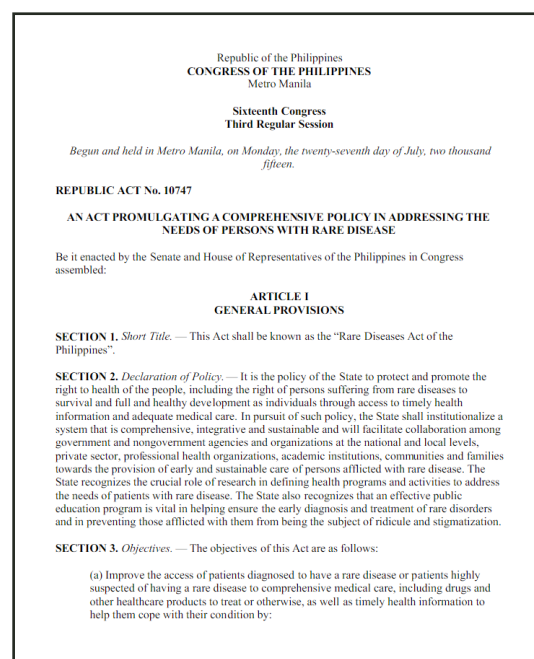 Republic of the Philippines
CONGRESS OF THE PHILIPPINES
Metro Manila
Sixteenth Congress
Third Regular Session
Begun and held in Metro Manila, on Monday, the twenty-seventh day of July, two thousand
fifteen.
REPUBLIC ACT No. 10747
AN ACT PROMULGATING A COMPREHENSIVE POLICY IN ADDRESSING THE
NEEDS OF PERSONS WITH RARE DISEASE
Be it enacted by the Senate and House of Representatives of the Philippines in Congress
assembled:
ARTICLE I
GENERAL PROVISIONS
SECTION 1. Short Title. — This Act shall be known as the “Rare Diseases Act of the
Philippines”.
SECTION 2. Declaration of Policy. — It is the policy of the State to protect and promote the
right to health of the people, including the right of persons suffering from rare diseases to
survival and full and healthy development as individuals through access to timely health
information and adequate medical care. In pursuit of such policy, the State shall institutionalize a
system that is comprehensive, integrative and sustainable and will facilitate collaboration among
government and nongovernment agencies and organizations at the national and local levels,
private sector, professional health organizations, academic institutions, communities and families
towards the provision of early and sustainable care of persons afflicted with rare disease. The
State recognizes the crucial role of research in defining health programs and activities to address
the needs of patients with rare disease. The State also recognizes that an effective public
education program is vital in helping ensure the early diagnosis and treatment of rare disorders
and in preventing those afflicted with them from being the subject of ridicule and stigmatization.
SECTION 3. Objectives. — The objectives of this Act are as follows:
(a) Improve the access of patients diagnosed to have a rare disease or patients highly
suspected of having a rare disease to comprehensive medical care, including drugs and
other healthcare products to treat or otherwise, as well as timely health information to
help them cope with their condition by: